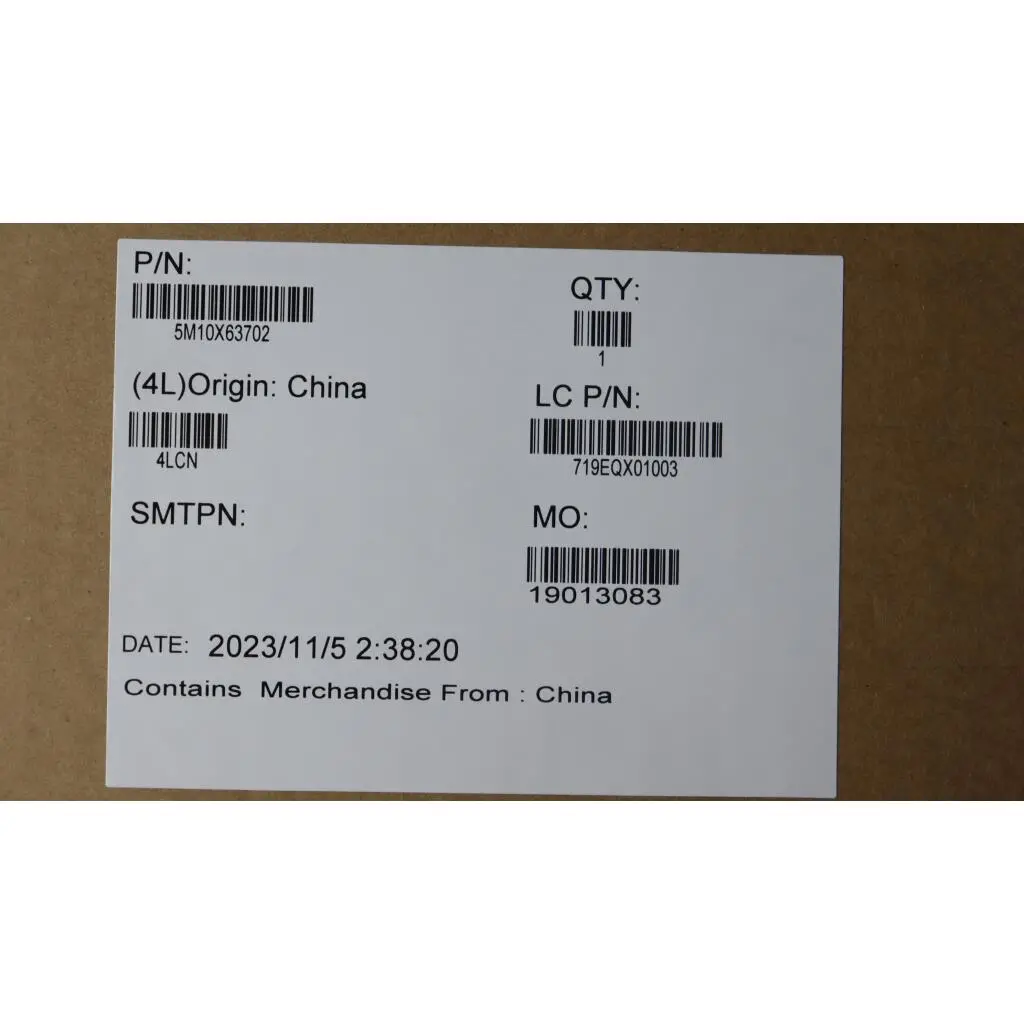 P/N:
5M10X63702
QTY:
1
(4L)Origin: China
4LCN
LC P/N:
719EQX01003
SMTPN:
MO:
19013083
DATE: 2023/11/5 2:38:20
Contains Merchandise From : China